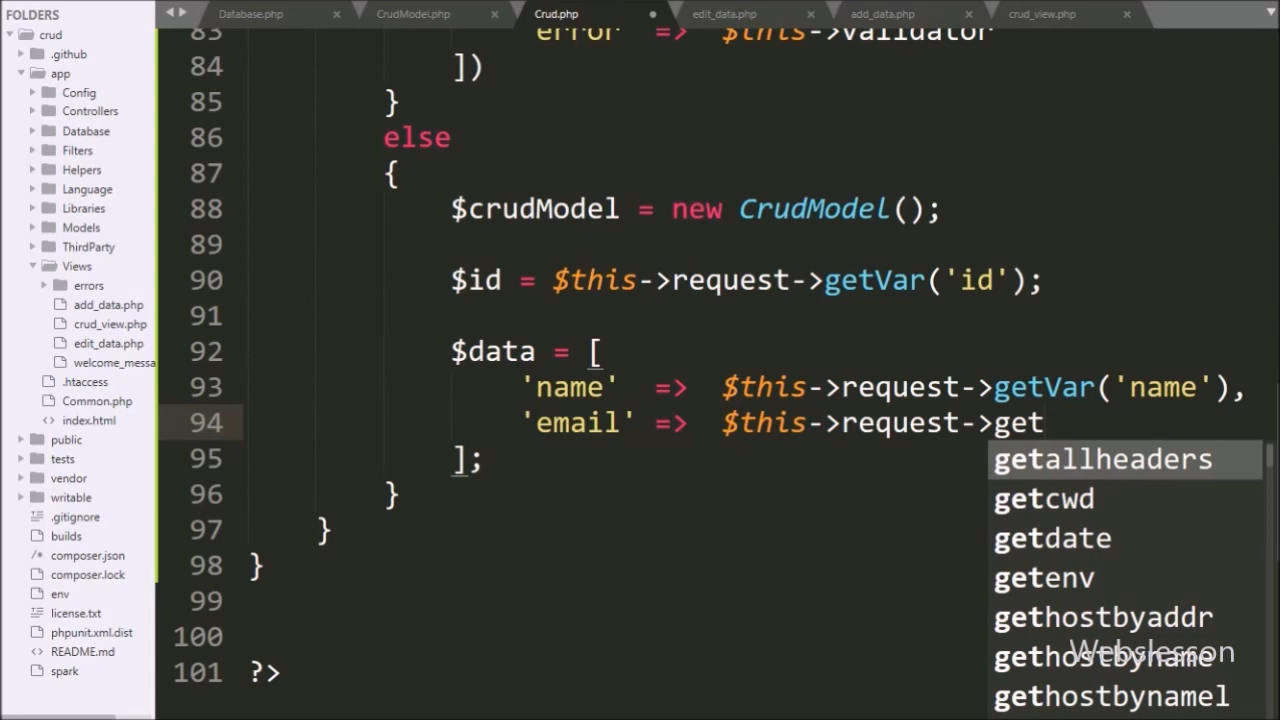 FOLDERS
crud
.github
app
Config
Controllers
Database
Filters
Helpers
Language
Libraries
Models
ThirdParty
Views
errors
add_data.php
crud_view.php
edit_data.php
welcome_messa
.htaccess
Common.php
index.html
public
tests
vendor
writable
.gitignore
builds
composer.json
composer.lock
env
license.txt
phpunit.xml.dist
README.md
spark
Database.php CrudModel.php Crud.php edit_data.php add_data.php crud_view.php
83 'error' => $this->validator
84 ])
85 }
86 else
87 {
88 $crudModel = new CrudModel();
89
90 $id = $this->request->getVar('id');
91
92 $data = [
93 'name' => $this->request->getVar('name'),
94 'email' => $this->request->get
95 ];
96 }
97 }
98 }
99
100
101 ?>
getallheaders
getcwd
getdate
getenv
gethostbyaddr
gethostbyname
gethostbynamel
Webslesson